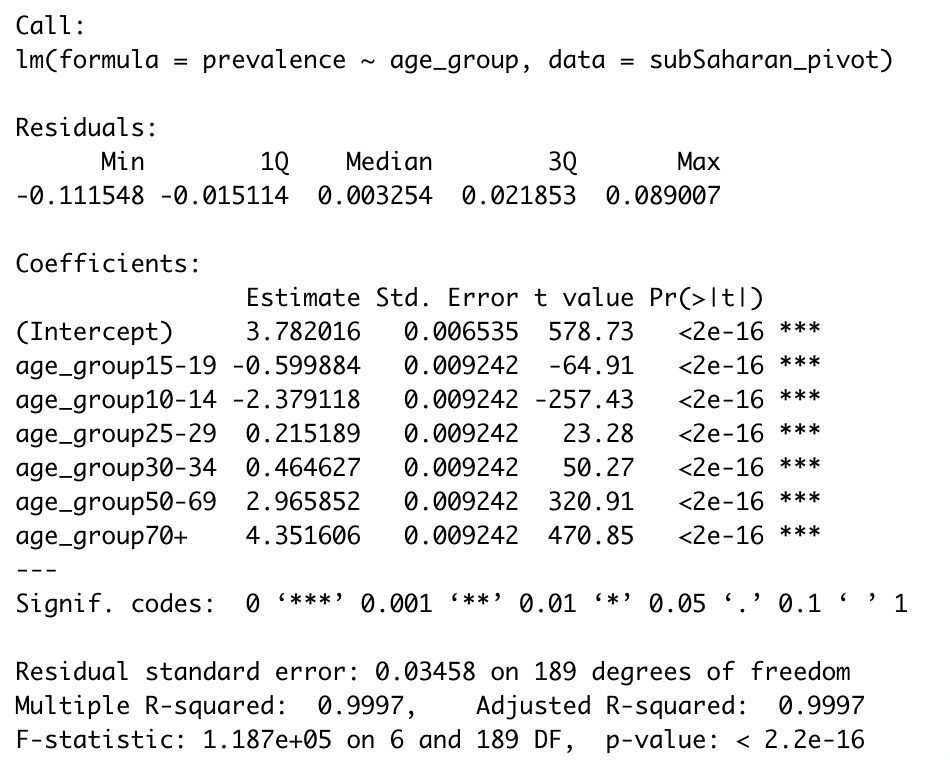 Call:
lm(formula = prevalence ~ age_group, data = subSaharan_pivot)
Residuals:
Min 1Q Median 3Q Max
-0.111548 -0.015114 0.003254 0.021853 0.089007
Coefficients:
Estimate Std. Error t value Pr(>|t|)
(Intercept) 3.782016 0.006535 578.73 <2e-16 ***
age_group15-19 -0.599884 0.009242 -64.91 <2e-16 ***
age_group10-14 -2.379118 0.009242 -257.43 <2e-16 ***
age_group25-29 0.215189 0.009242 23.28 <2e-16 ***
age_group30-34 0.464627 0.009242 50.27 <2e-16 ***
age_group50-69 2.965852 0.009242 320.91 <2e-16 ***
age_group70+ 4.351606 0.009242 470.85 <2e-16 ***
---
Signif. codes: 0 ‘***’ 0.001 ‘**’ 0.01 ‘*’ 0.05 ‘.’ 0.1 ‘ ’ 1
Residual standard error: 0.03458 on 189 degrees of freedom
Multiple R-squared: 0.9997, Adjusted R-squared: 0.9997
F-statistic: 1.187e+05 on 6 and 189 DF, p-value: < 2.2e-16